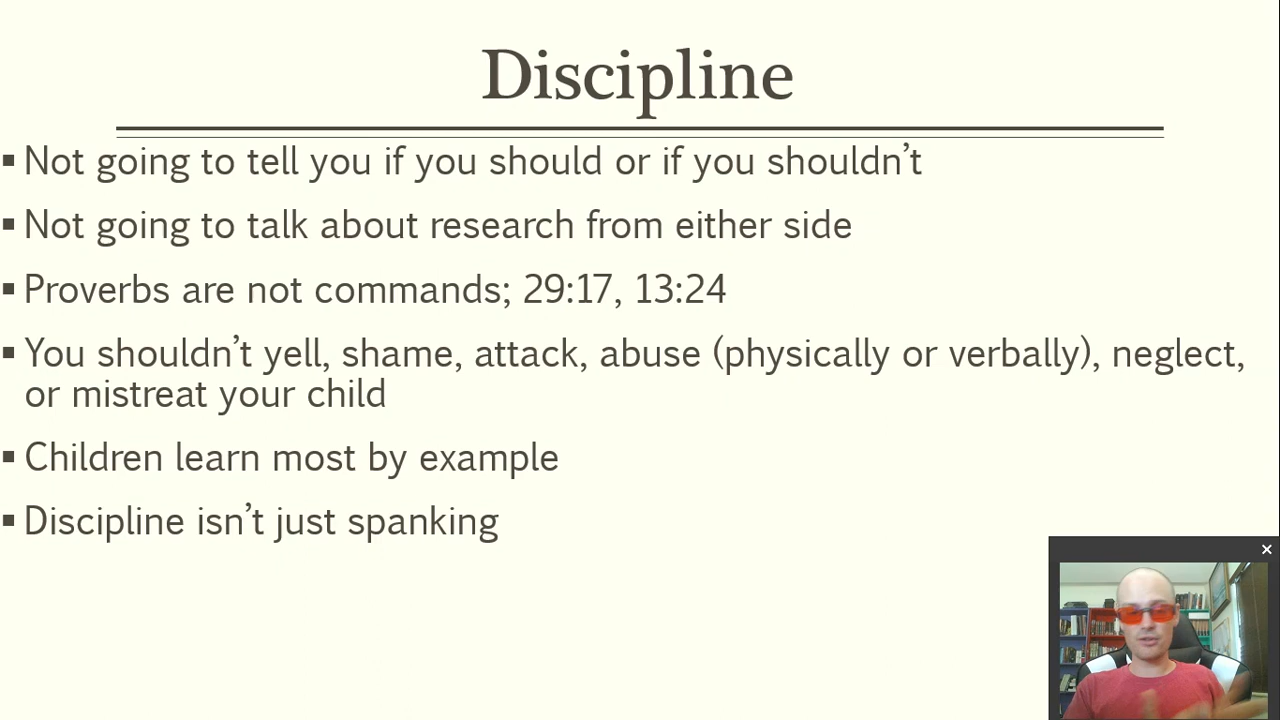 Discipline
▪ Not going to tell you if you should or if you shouldn’t
▪ Not going to talk about research from either side
▪ Proverbs are not commands; 29:17, 13:24
▪ You shouldn’t yell, shame, attack, abuse (physically or verbally), neglect,
or mistreat your child
▪ Children learn most by example
▪ Discipline isn’t just spanking